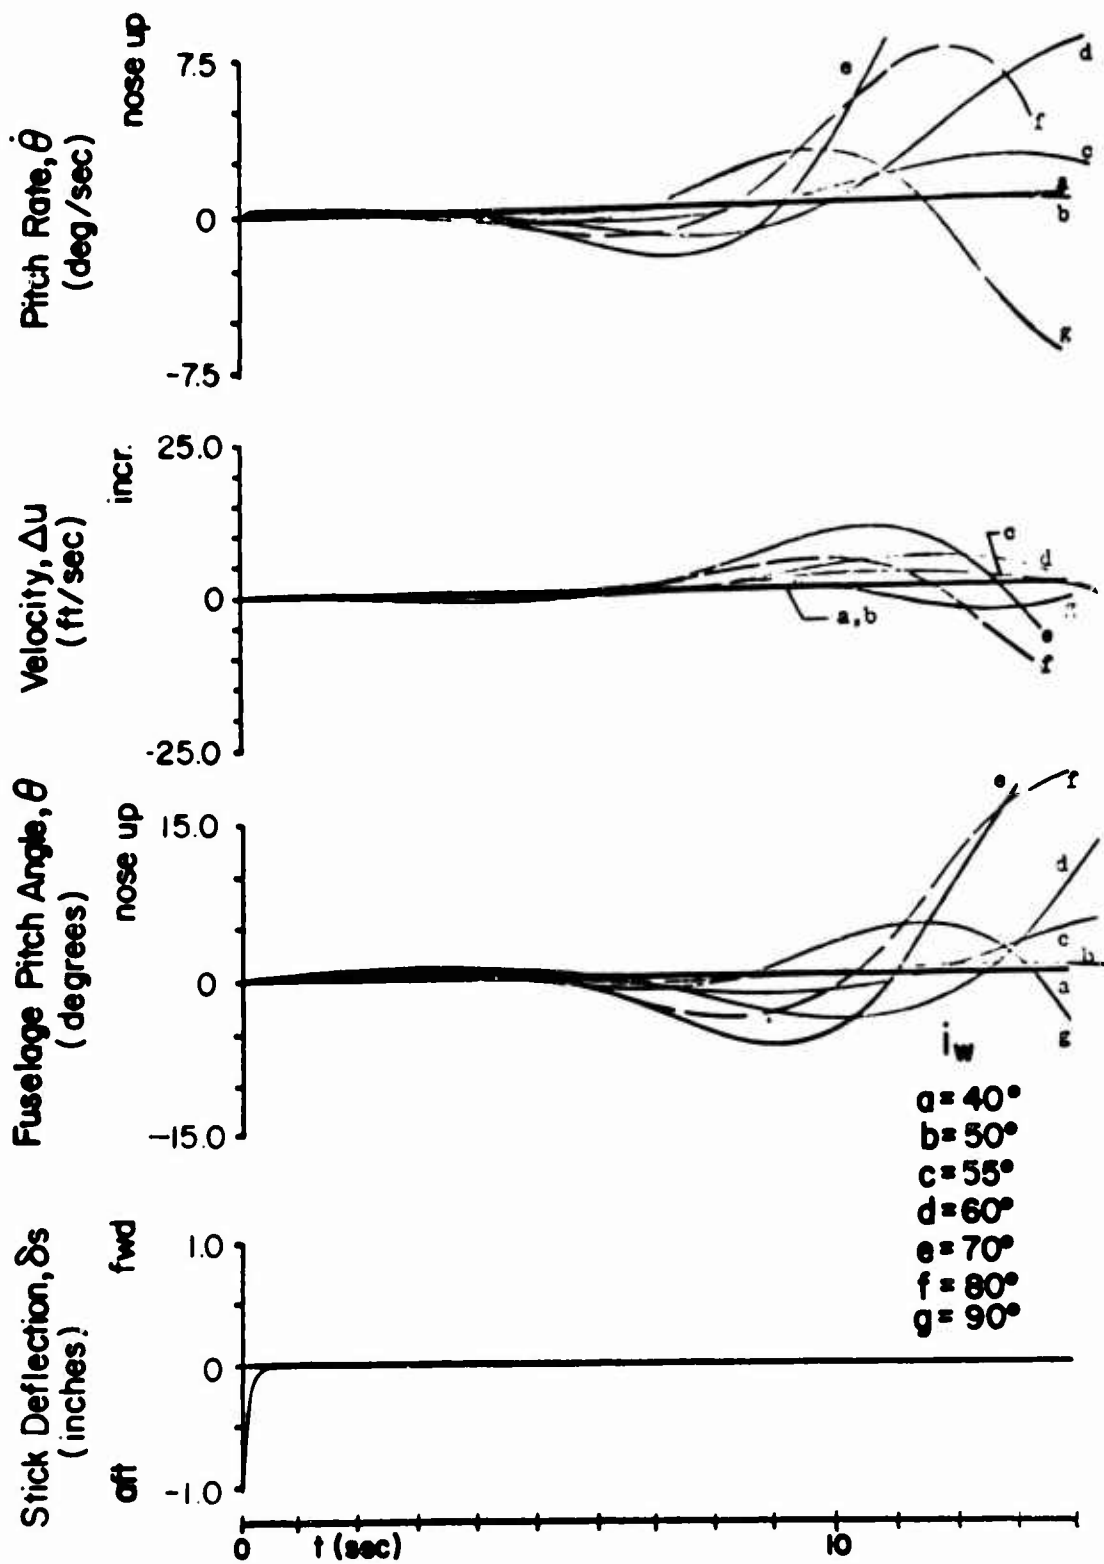 Pitch Rate, θ̇
(deg/sec)
nose up
7.5
0
-7.5
e
d
f
c
a
b
g
Velocity, Δu
(ft/sec)
incr.
25.0
0
-25.0
c
d
a,b
e
f
Fuselage Pitch Angle, θ
(degrees)
nose up
15.0
0
-15.0
e
f
d
c
b
a
g
i_w
a=40°
b=50°
c=55°
d=60°
e=70°
f=80°
g=90°
Stick Deflection, δs
(inches)
aft fwd
1.0
0
-1.0
0 t (sec) 10